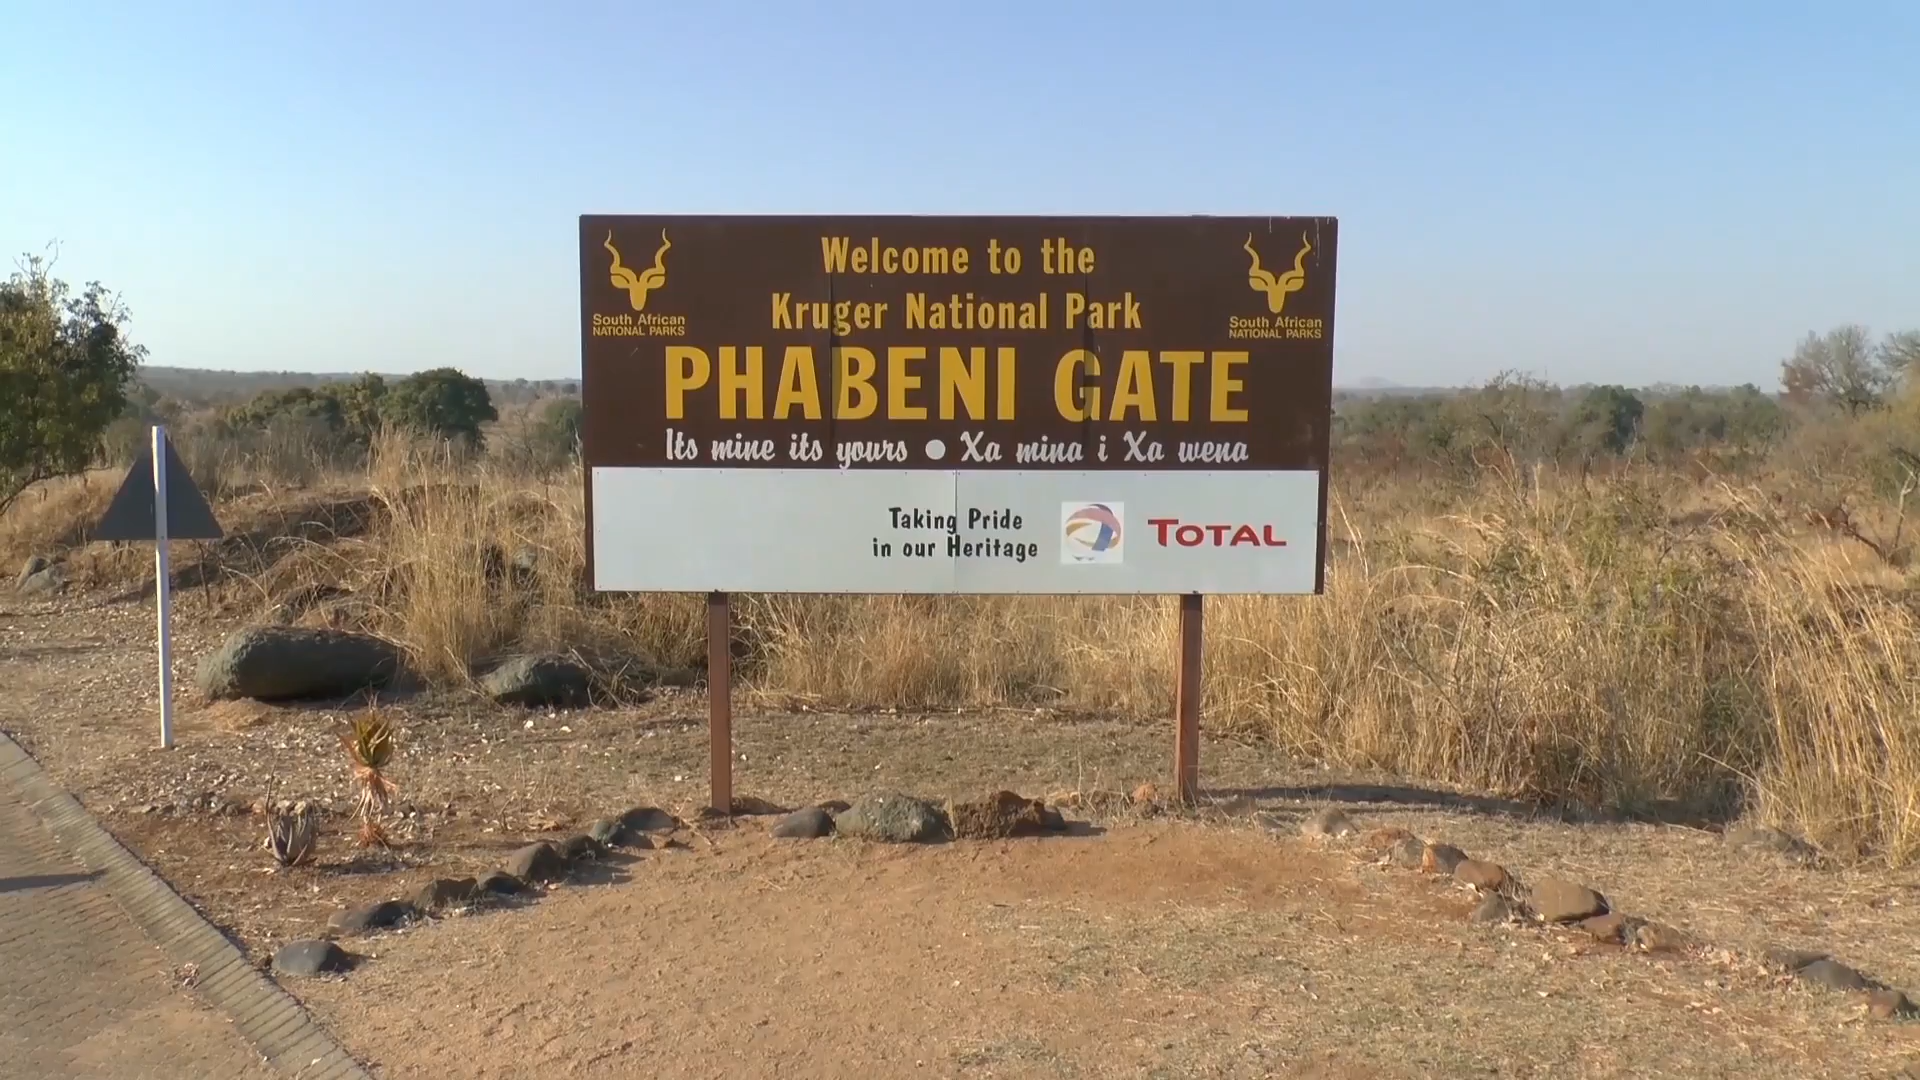 Welcome to the
Kruger National Park
South African
NATIONAL PARKS
South African
NATIONAL PARKS
PHABENI GATE
Its mine its yours ● Xa mina i Xa wena
Taking Pride
in our Heritage
TOTAL